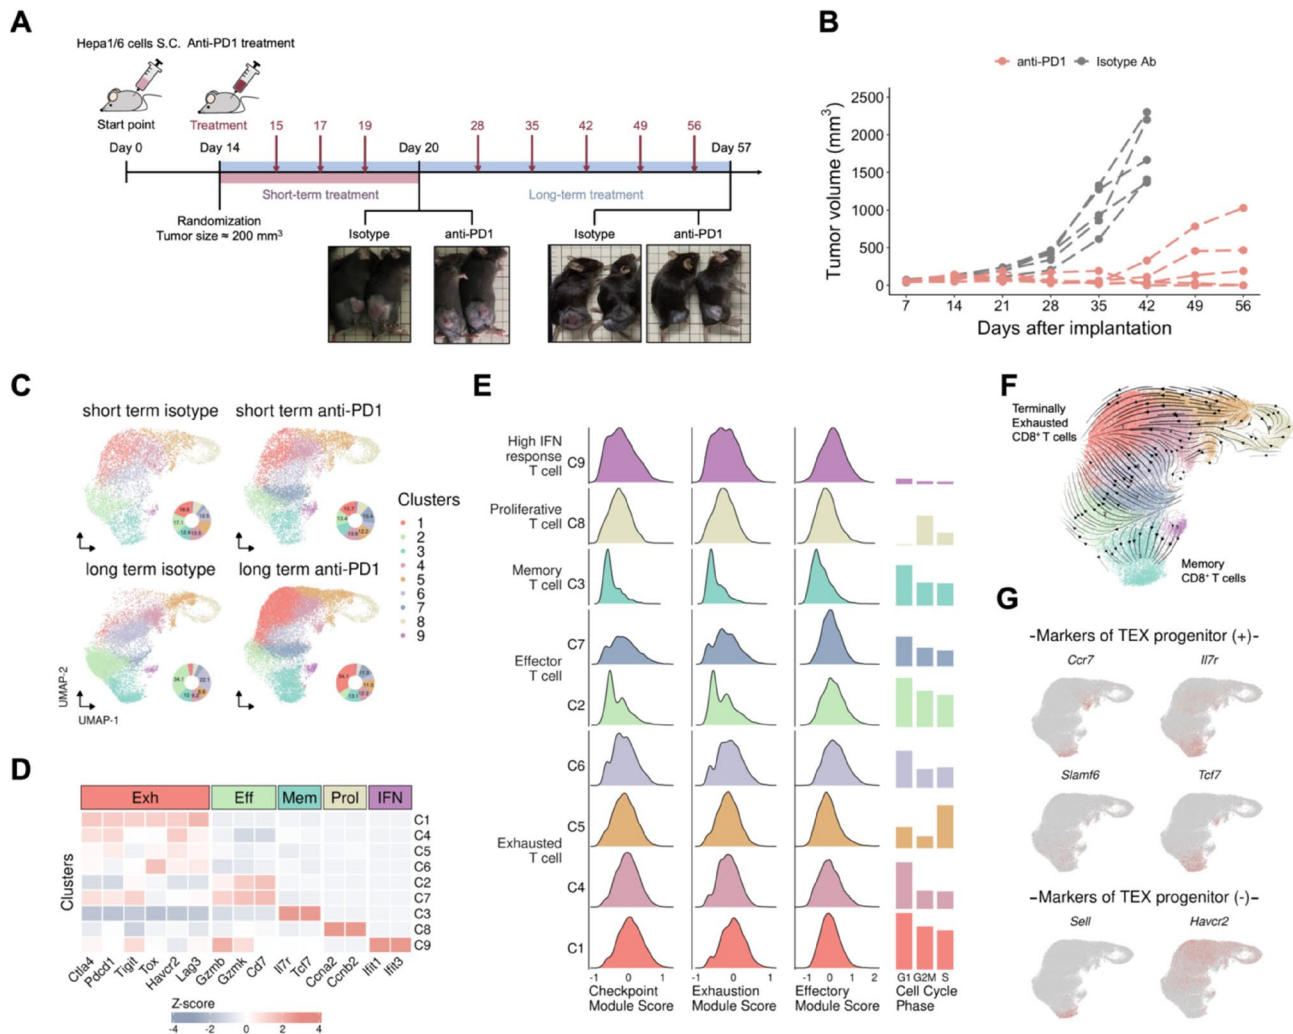 A
Hepa1/6 cells S.C. Anti-PD1 treatment
Start point
Treatment
15 17 19 28 35 42 49 56
Day 0 Day 14 Day 20 Day 57
Short-term treatment Long-term treatment
Randomization
Tumor size ≈ 200 mm³
Isotype anti-PD1 Isotype anti-PD1
B
anti-PD1 Isotype Ab
Tumor volume (mm³)
2500
2000
1500
1000
500
0
7 14 21 28 35 42 49 56
Days after implantation
C
short term isotype short term anti-PD1
long term isotype long term anti-PD1
Clusters
1
2
3
4
5
6
7
8
9
UMAP-2
UMAP-1
D
Exh Eff Mem Prol IFN
C1
C4
C5
C6
C2
C7
C3
C8
C9
Clusters
Ctla4 Pdcd1 Tigit Tox Havcr2 Lag3 Gzmb Gzmk Cd7 Il7r Tcf7 Ccna2 Ccnb2 Ifit1 Ifit3
Z-score
-4 -2 0 2 4
E
High IFN
response
T cell
C9
Proliferative
T cell
C8
Memory
T cell
C3
C7
Effector
T cell
C2
C6
C5
Exhausted
T cell
C4
C1
-1 0 1 -1 0 1 -1 0 1 2 G1 G2M S
Checkpoint
Module Score
Exhaustion
Module Score
Effectory
Module Score
Cell Cycle
Phase
F
Terminally
Exhausted
CD8⁺ T cells
Memory
CD8⁺ T cells
G
-Markers of TEX progenitor (+)-
Ccr7 Il7r
Slamf6 Tcf7
-Markers of TEX progenitor (-)-
Sell Havcr2